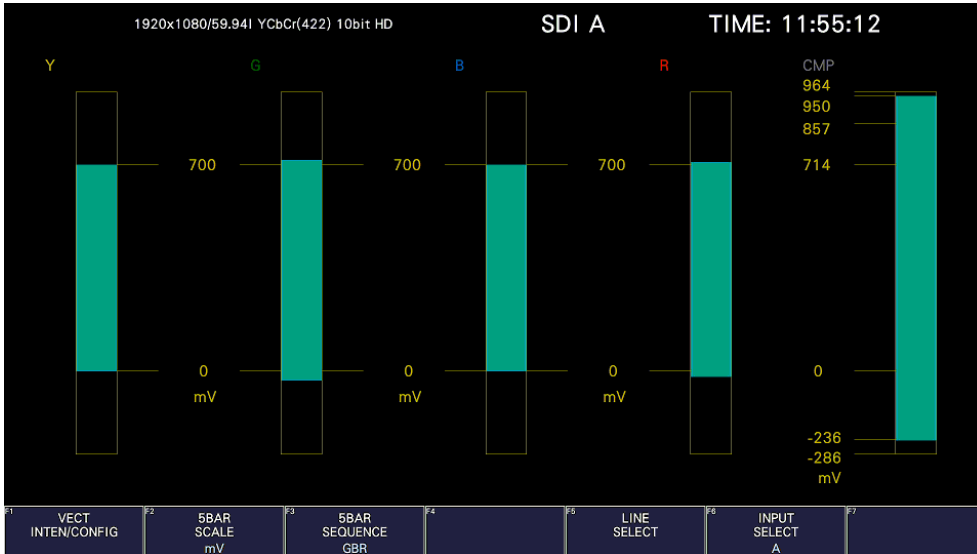 1920x1080/59.94I YCbCr(422) 10bit HD SDI A TIME: 11:55:12
Y G B R CMP
964
950
857
700 700 700 714
0 0 0 0
mV mV mV
-236
-286
mV
F1 VECT
INTEN/CONFIG
F2 5BAR
SCALE
mV
F3 5BAR
SEQUENCE
GBR
F4
F5 LINE
SELECT
F6 INPUT
SELECT
A
F7